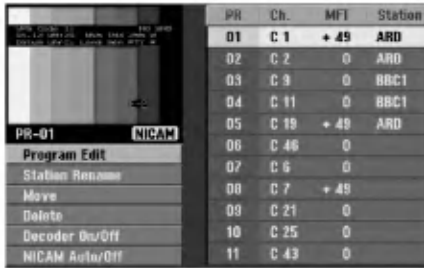 PR Ch. MFT Station
01 C 1 + 49 ARD
02 C 2 0 ARD
03 C 9 0 BBC1
04 C 11 0 BBC1
05 C 19 + 49 ARD
06 C 46 0
07 C 6 0
08 C 7 + 49
09 C 21 0
10 C 25 0
11 C 43 0
PR-01 NICAM
Program Edit
Station Rename
Move
Delete
Decoder On/Off
NICAM Auto/Off